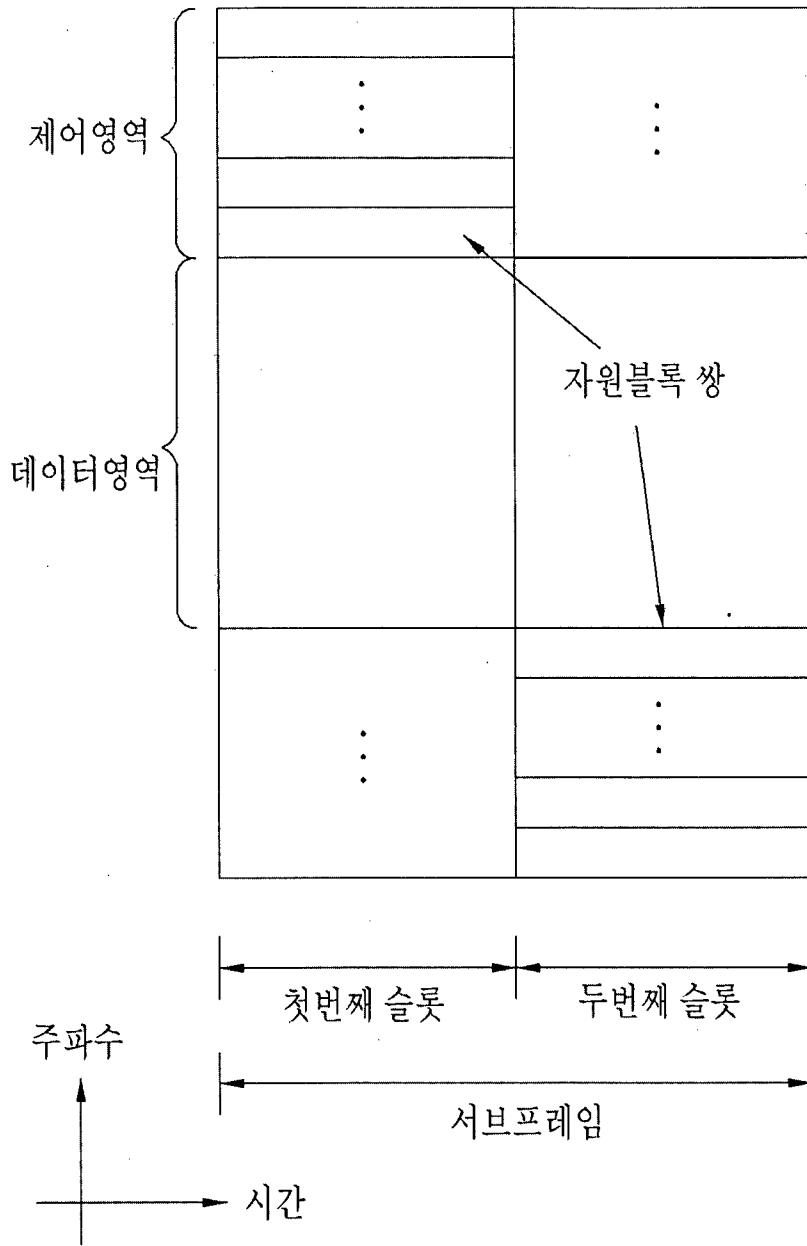 제어영역
자원블록 쌍
데이터영역
첫번째 슬롯
두번째 슬롯
주파수
서브프레임
시간